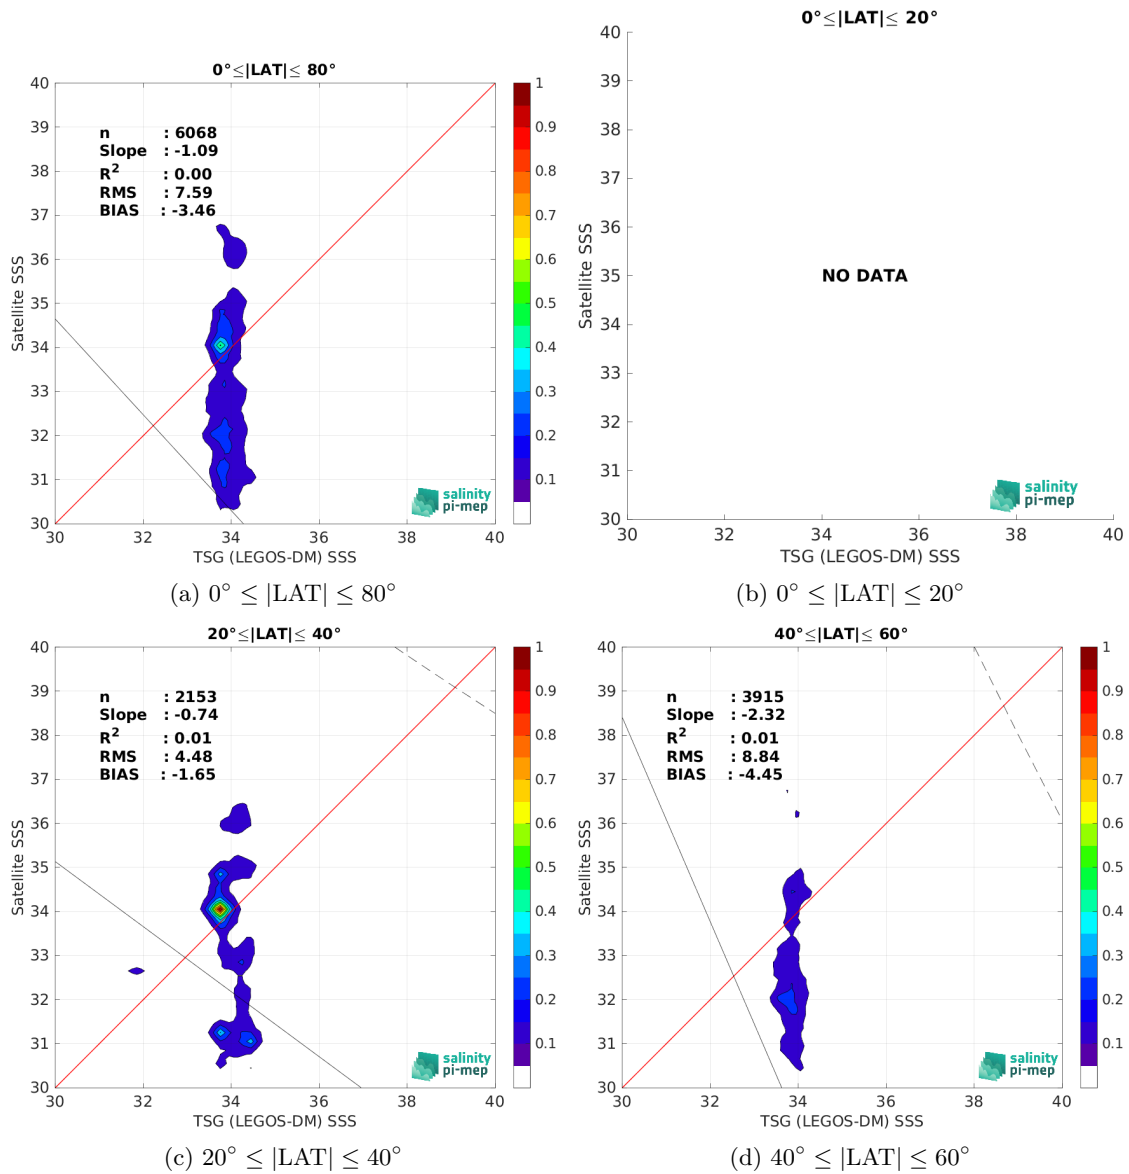 0°≤|LAT|≤ 80°
40
39
38
37
36
35
34
33
32
31
30
Satellite SSS
n : 6068
Slope : -1.09
R² : 0.00
RMS : 7.59
BIAS : -3.46
salinity
pi-mep
30 32 34 36 38 40
TSG (LEGOS-DM) SSS
1
0.9
0.8
0.7
0.6
0.5
0.4
0.3
0.2
0.1
(a) 0° ≤ |LAT| ≤ 80°
0°≤|LAT|≤ 20°
40
39
38
37
36
35
34
33
32
31
30
Satellite SSS
NO DATA
salinity
pi-mep
30 32 34 36 38 40
TSG (LEGOS-DM) SSS
(b) 0° ≤ |LAT| ≤ 20°
20°≤|LAT|≤ 40°
40
39
38
37
36
35
34
33
32
31
30
Satellite SSS
n : 2153
Slope : -0.74
R² : 0.01
RMS : 4.48
BIAS : -1.65
salinity
pi-mep
30 32 34 36 38 40
TSG (LEGOS-DM) SSS
1
0.9
0.8
0.7
0.6
0.5
0.4
0.3
0.2
0.1
(c) 20° ≤ |LAT| ≤ 40°
40°≤|LAT|≤ 60°
40
39
38
37
36
35
34
33
32
31
30
Satellite SSS
n : 3915
Slope : -2.32
R² : 0.01
RMS : 8.84
BIAS : -4.45
salinity
pi-mep
30 32 34 36 38 40
TSG (LEGOS-DM) SSS
1
0.9
0.8
0.7
0.6
0.5
0.4
0.3
0.2
0.1
(d) 40° ≤ |LAT| ≤ 60°